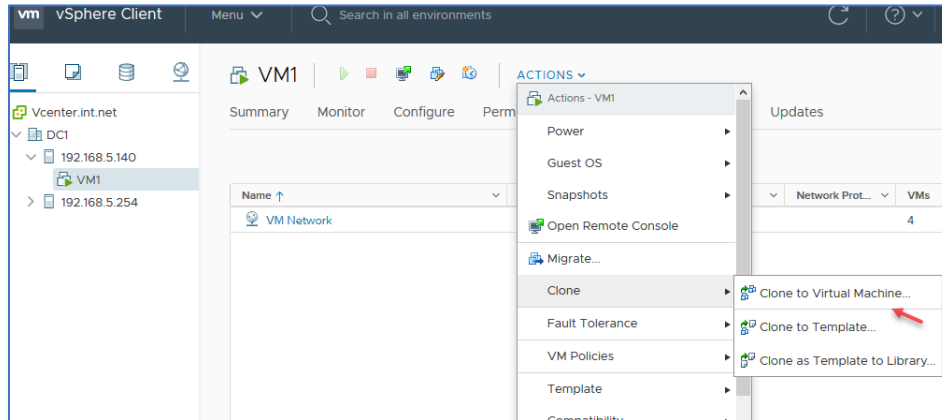 vm vSphere Client Menu Search in all environments
VM1 ACTIONS
Actions - VM1
Summary Monitor Configure Perm Updates
Vcenter.int.net
DC1
192.168.5.140
VM1
192.168.5.254
Name Network Prot... VMs
VM Network 4
Power
Guest OS
Snapshots
Open Remote Console
Migrate...
Clone
Fault Tolerance
VM Policies
Template
Compatibility
Clone to Virtual Machine...
Clone to Template...
Clone as Template to Library...